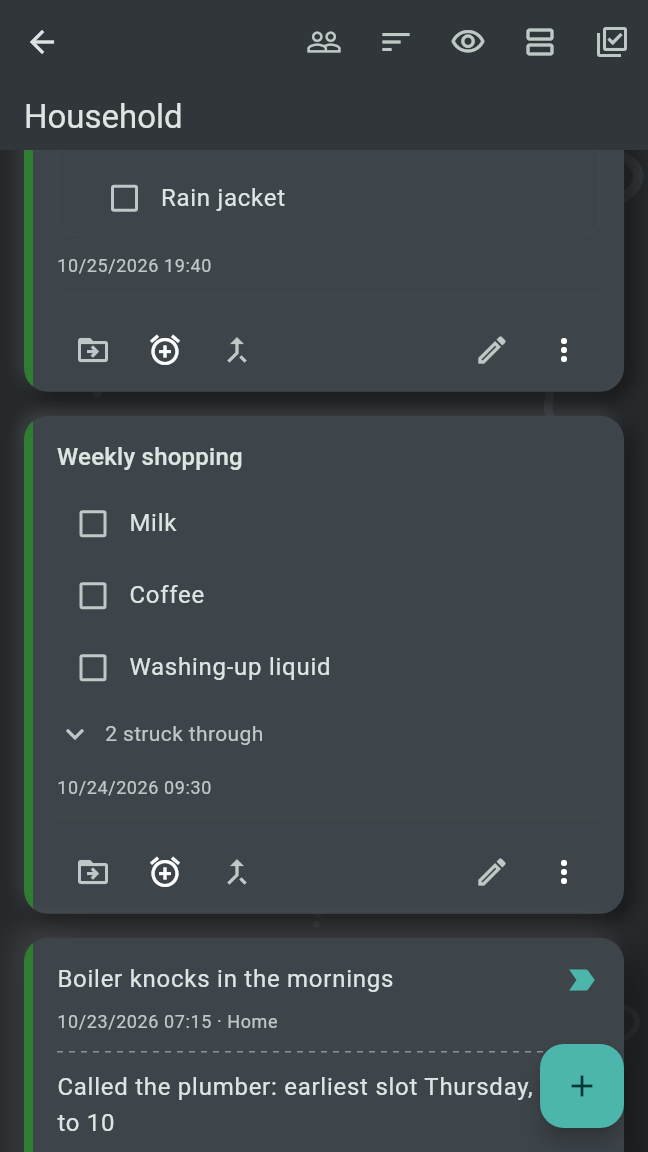 Household
Rain jacket
10/25/2026 19:40
Weekly shopping
Milk
Coffee
Washing-up liquid
2 struck through
10/24/2026 09:30
Boiler knocks in the mornings
10/23/2026 07:15 · Home
Called the plumber: earliest slot Thursday,
to 10